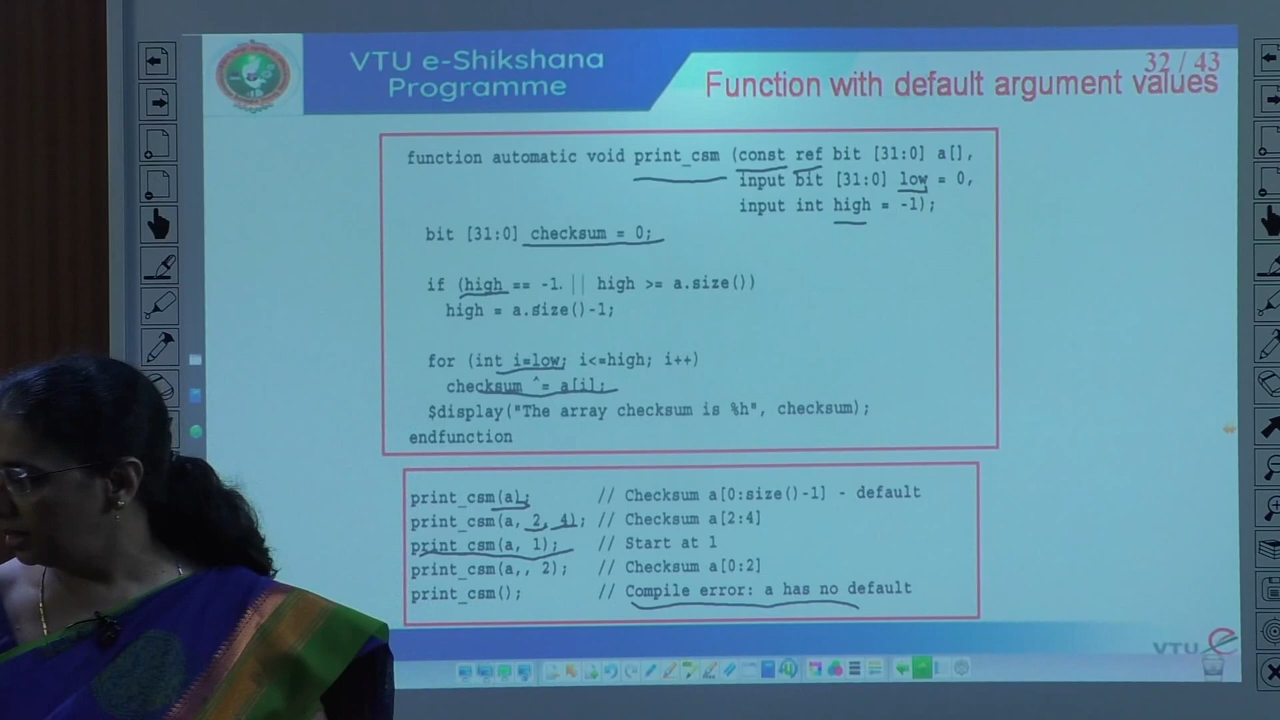 VTU e-Shikshana
Programme
32 / 43
Function with default argument values
function automatic void print_csm (const ref bit [31:0] a[],
input bit [31:0] low = 0,
input int high = -1);
bit [31:0] checksum = 0;
if (high == -1 || high >= a.size())
high = a.size()-1;
for (int i=low; i<=high; i++)
checksum ^= a[i];
$display("The array checksum is %h", checksum);
endfunction
print_csm(a); // Checksum a[0:size()-1] - default
print_csm(a, 2, 4); // Checksum a[2:4]
print_csm(a, 1); // Start at 1
print_csm(a,, 2); // Checksum a[0:2]
print_csm(); // Compile error: a has no default
VTU e